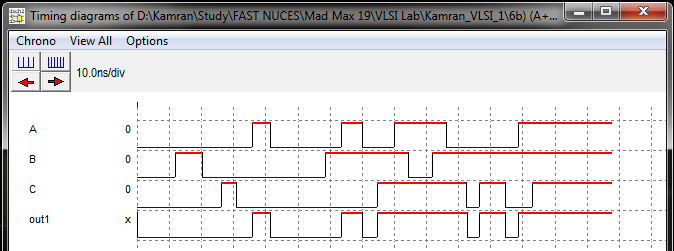 Timing diagrams of D:\Kamran\Study\FAST NUCES\Mad Max 19\VLSI Lab\Kamran_VLSI_1\6b) (A+...
Chrono View All Options
10.0ns/div
A 0
B 0
C 0
out1 x